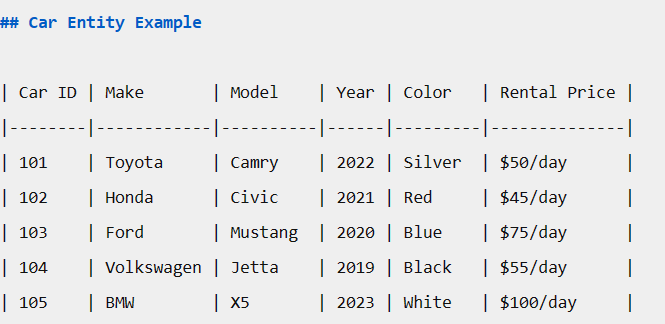 ## Car Entity Example
| Car ID | Make       | Model    | Year | Color   | Rental Price |
|--------|------------|----------|------|---------|--------------|
| 101    | Toyota     | Camry    | 2022 | Silver  | $50/day      |
| 102    | Honda      | Civic    | 2021 | Red     | $45/day      |
| 103    | Ford       | Mustang  | 2020 | Blue    | $75/day      |
| 104    | Volkswagen | Jetta    | 2019 | Black   | $55/day      |
| 105    | BMW        | X5       | 2023 | White   | $100/day     |